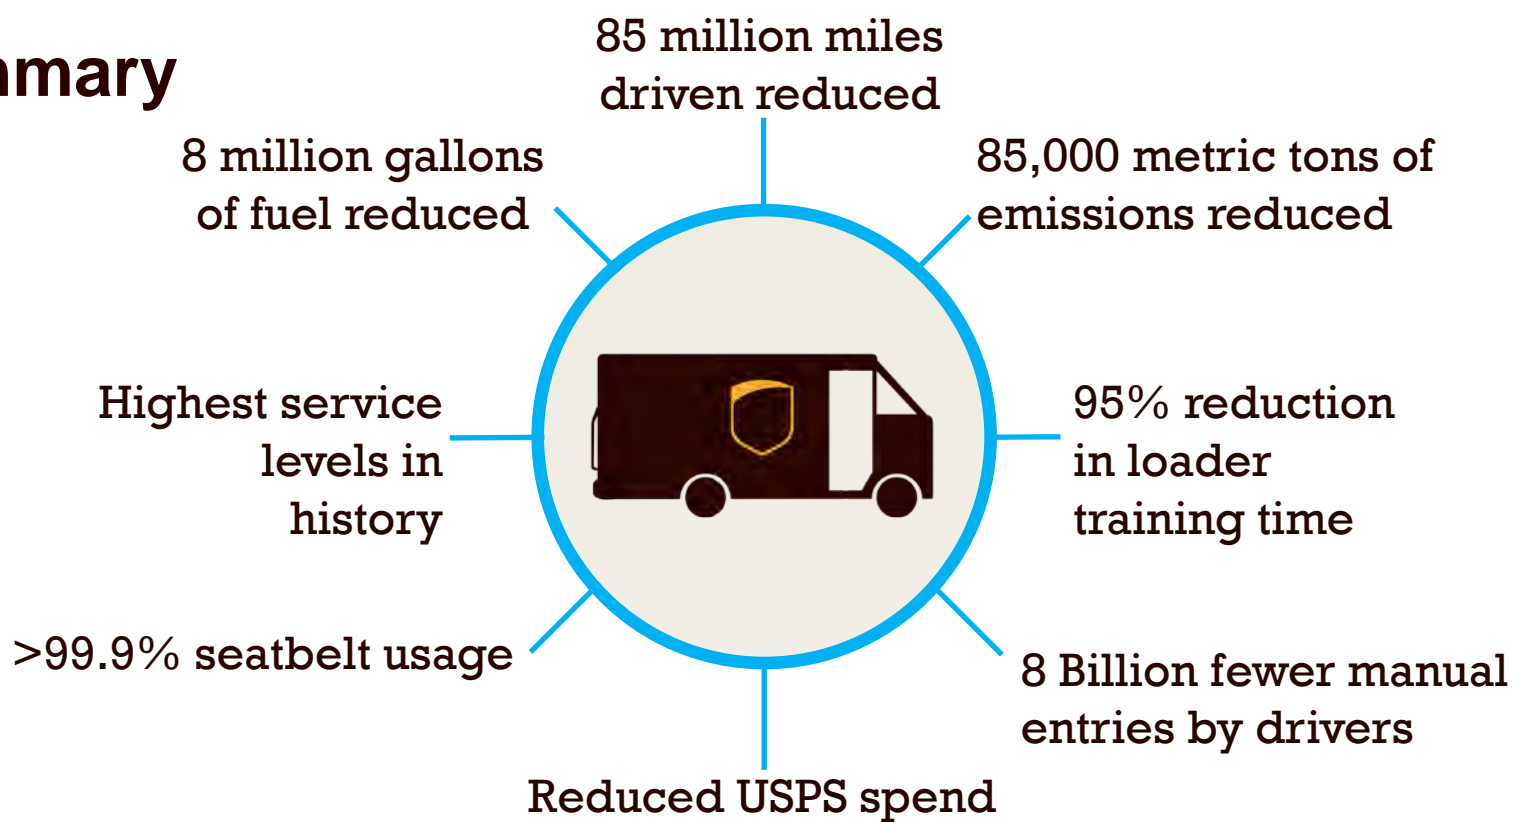 85 million miles
driven reduced
8 million gallons
of fuel reduced
85,000 metric tons of
emissions reduced
Highest service
levels in
history
95% reduction
in loader
training time
>99.9% seatbelt usage
8 Billion fewer manual
entries by drivers
Reduced USPS spend